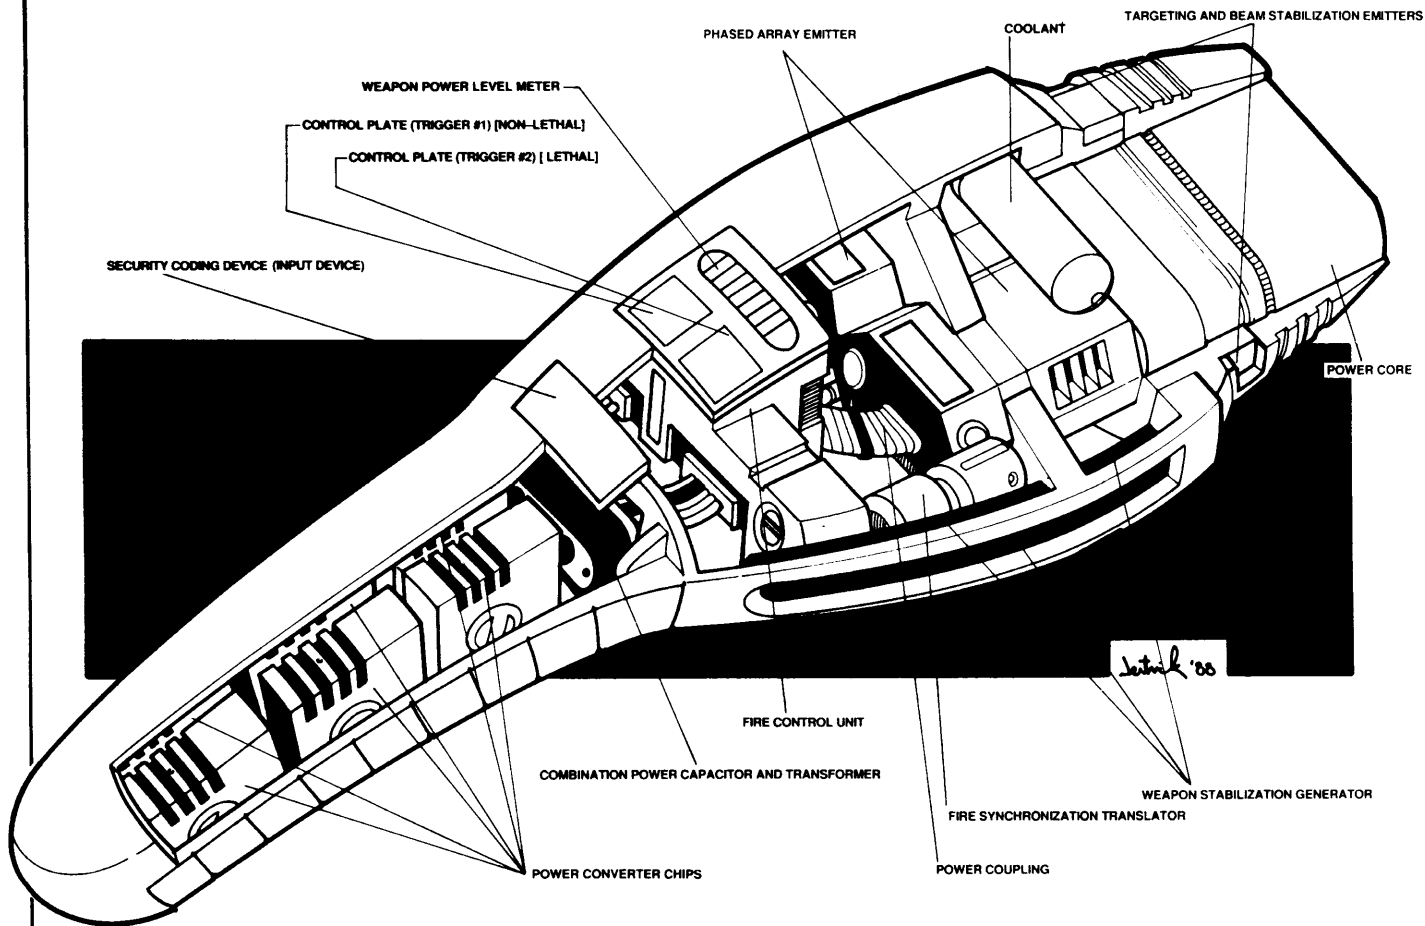 TARGETING AND BEAM STABILIZATION EMITTERS
PHASED ARRAY EMITTER
COOLANT
WEAPON POWER LEVEL METER
CONTROL PLATE (TRIGGER #1) [NON-LETHAL]
CONTROL PLATE (TRIGGER #2) [ LETHAL]
SECURITY CODING DEVICE (INPUT DEVICE)
POWER CORE
'88
FIRE CONTROL UNIT
COMBINATION POWER CAPACITOR AND TRANSFORMER
WEAPON STABILIZATION GENERATOR
FIRE SYNCHRONIZATION TRANSLATOR
POWER COUPLING
POWER CONVERTER CHIPS